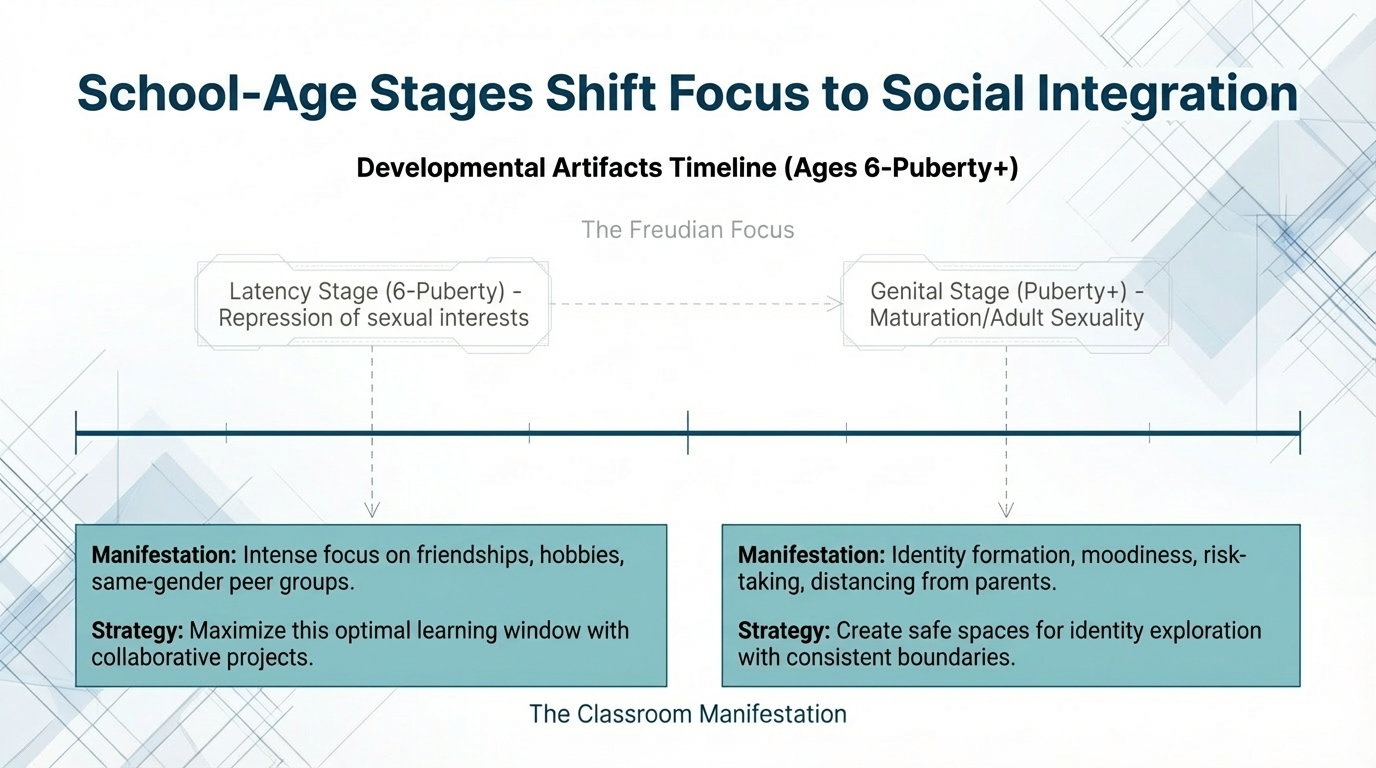 School-Age Stages Shift Focus to Social Integration
Developmental Artifacts Timeline (Ages 6-Puberty+)
The Freudian Focus
Latency Stage (6-Puberty) -
Repression of sexual interests
Genital Stage (Puberty+) -
Maturation/Adult Sexuality
Manifestation: Intense focus on friendships, hobbies,
same-gender peer groups.
Strategy: Maximize this optimal learning window with
collaborative projects.
Manifestation: Identity formation, moodiness, risk-
taking, distancing from parents.
Strategy: Create safe spaces for identity exploration
with consistent boundaries.
The Classroom Manifestation